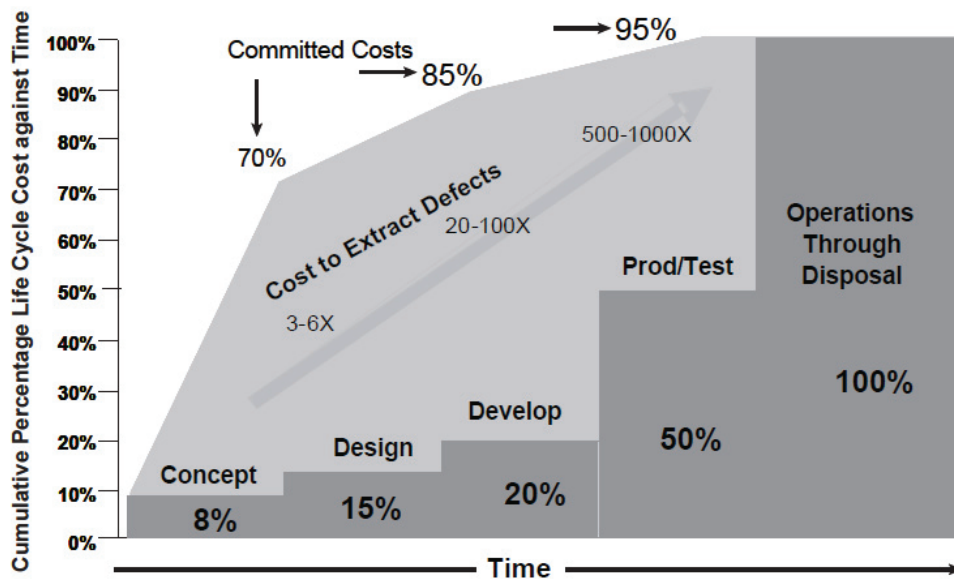 Cumulative Percentage Life Cycle Cost against Time
100%
90%
80%
70%
60%
50%
40%
30%
20%
10%
0%
Committed Costs
70%
85%
95%
Cost to Extract Defects
3-6X
20-100X
500-1000X
Concept
8%
Design
15%
Develop
20%
Prod/Test
50%
Operations
Through
Disposal
100%
Time